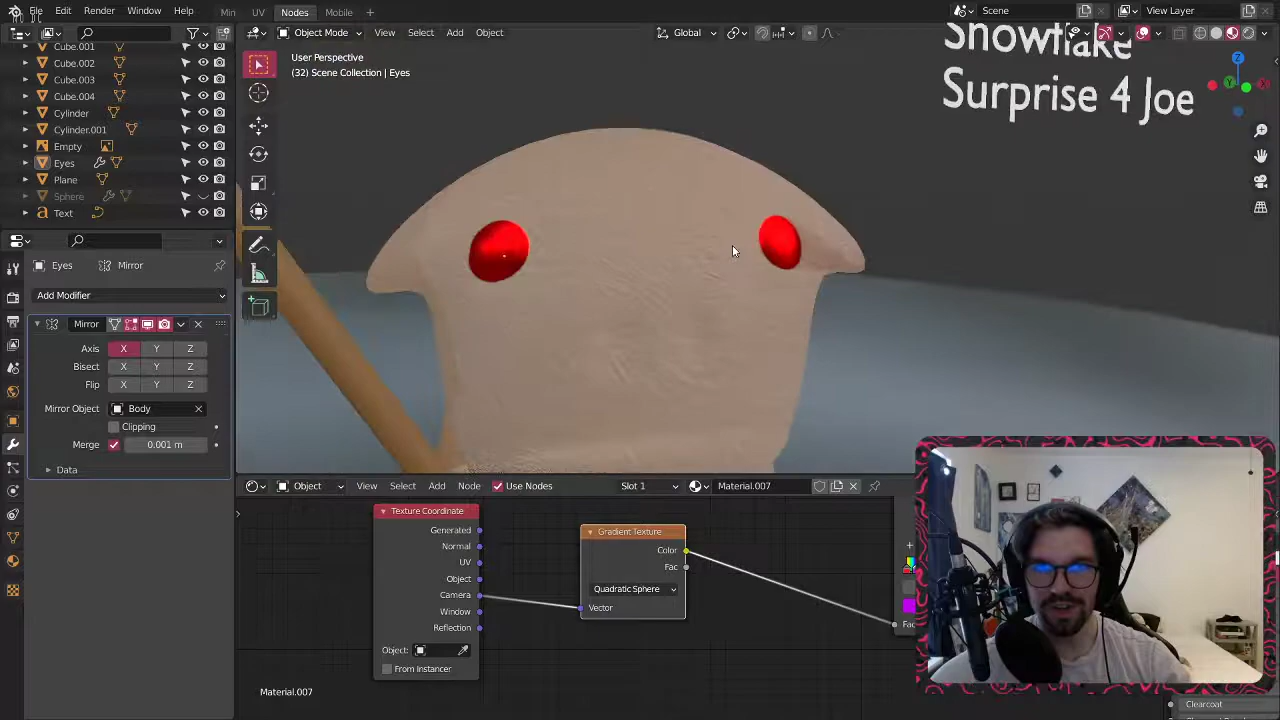 File Edit Render Window Help Min UV Nodes Mobile + Scene View Layer
Object Mode View Select Add Object Global
Cube.001
Cube.002
Cube.003
Cube.004
Cylinder
Cylinder.001
Empty
Eyes
Plane
Sphere
Text
User Perspective
(32) Scene Collection | Eyes
Snowflake
Surprise 4 Joe
Z
Y
X
Eyes Mirror
Add Modifier
Mirror
Axis X Y Z
Bisect X Y Z
Flip X Y Z
Mirror Object Body
Clipping
Merge 0.001 m
Data
Object View Select Add Node Use Nodes Slot 1 Material.007
Texture Coordinate
Generated
Normal
UV
Object
Camera
Window
Reflection
Object:
From Instancer
Gradient Texture
Color
Fac
Quadratic Sphere
Vector
Fac
Material.007
Clearcoat